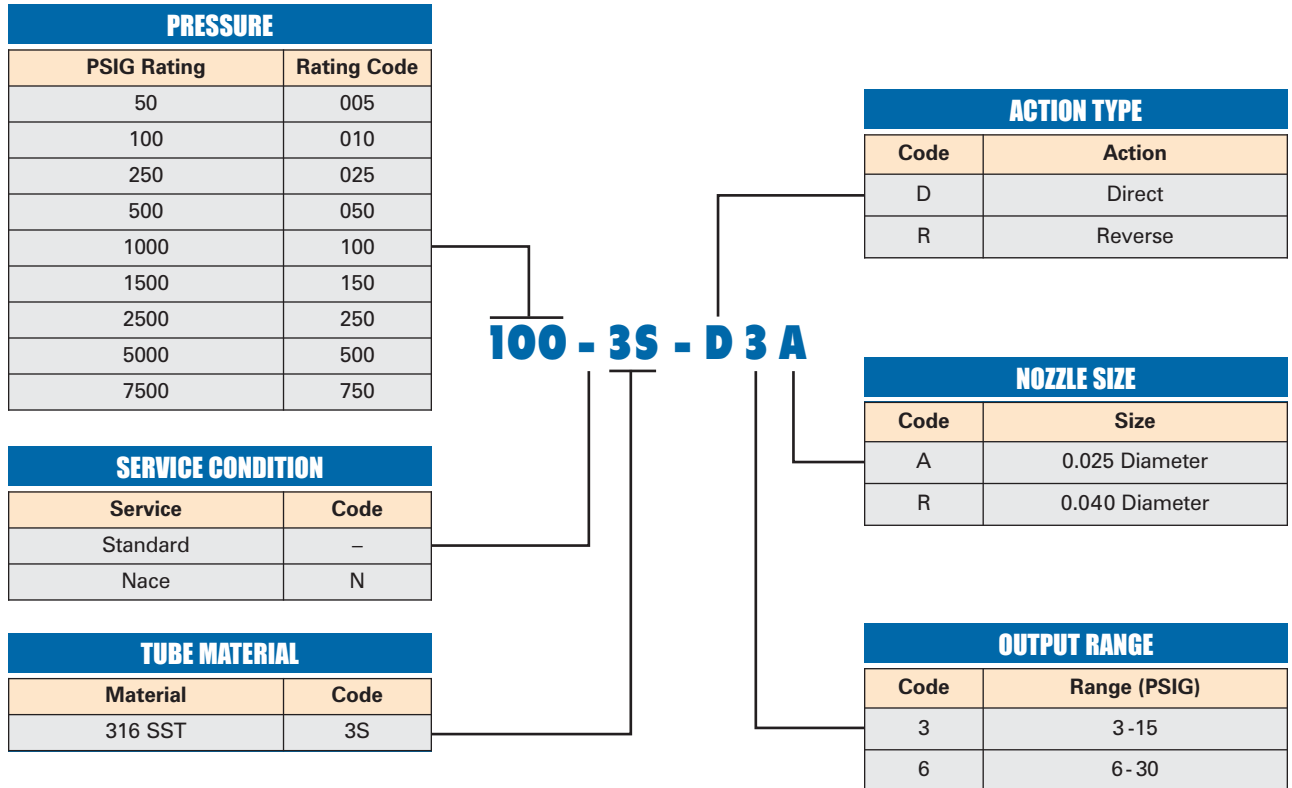 PRESSURE
PSIG Rating Rating Code
50 005
100 010
250 025
500 050
1000 100
1500 150
2500 250
5000 500
7500 750
SERVICE CONDITION
Service Code
Standard –
Nace N
TUBE MATERIAL
Material Code
316 SST 3S
100 - 3S - D 3 A
ACTION TYPE
Code Action
D Direct
R Reverse
NOZZLE SIZE
Code Size
A 0.025 Diameter
R 0.040 Diameter
OUTPUT RANGE
Code Range (PSIG)
3 3-15
6 6-30